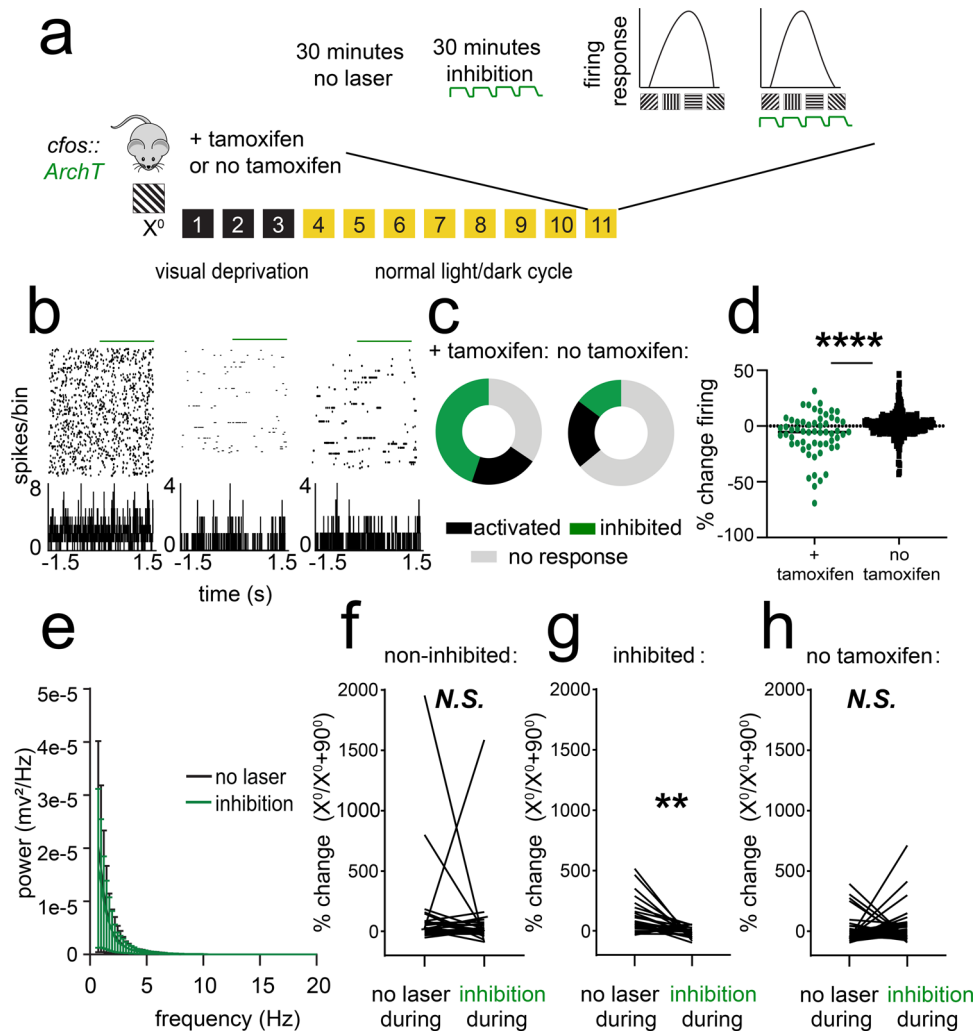 a
30 minutes
no laser
30 minutes
inhibition
firing
response
cfos::
ArchT
+ tamoxifen
or no tamoxifen
X⁰
1 2 3 4 5 6 7 8 9 10 11
visual deprivation
normal light/dark cycle
b
spikes/bin
8
0
-1.5 1.5
4
0
-1.5 1.5
4
0
-1.5 1.5
time (s)
c
+ tamoxifen: no tamoxifen:
activated inhibited
no response
d
****
% change firing
50
0
-50
-100
+
tamoxifen
no
tamoxifen
e
power (mv²/Hz)
5e-5
4e-5
3e-5
2e-5
1e-5
0
no laser
inhibition
0 5 10 15 20
frequency (Hz)
f
non-inhibited:
N.S.
% change (X⁰/X⁰+90⁰)
2000
1500
1000
500
0
no laser inhibition
during during
g
inhibited:
**
% change (X⁰/X⁰+90⁰)
2000
1500
1000
500
0
no laser inhibition
during during
h
no tamoxifen:
N.S.
% change (X⁰/X⁰+90⁰)
2000
1500
1000
500
0
no laser inhibition
during during